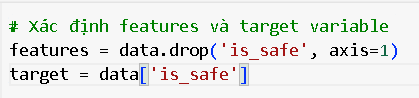 # Xác định features và target variable
features = data.drop('is_safe', axis=1)
target = data['is_safe']